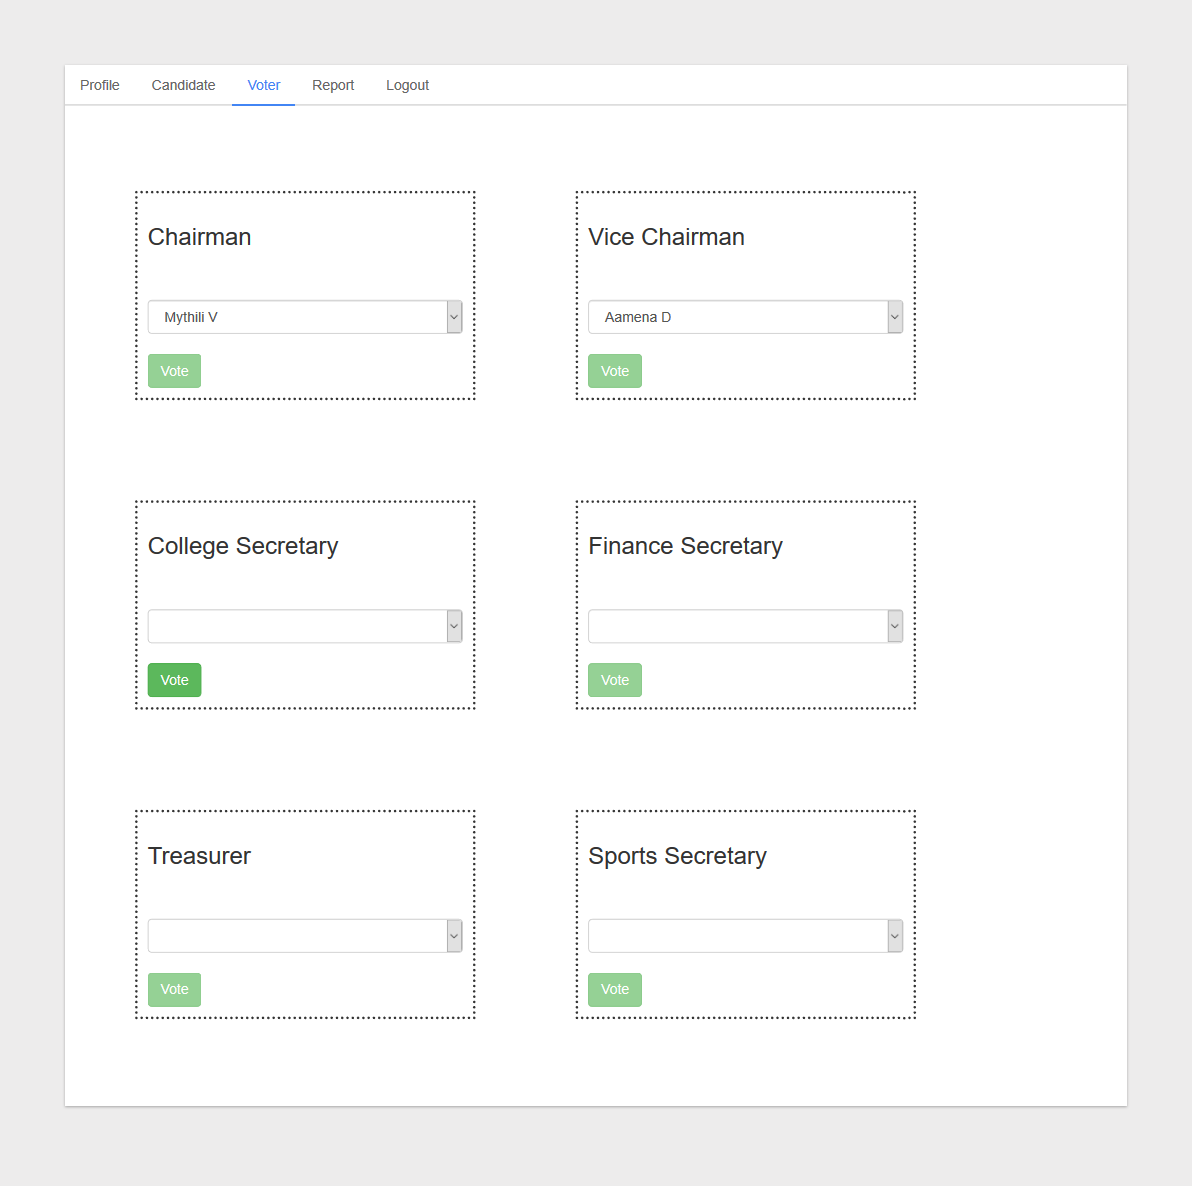 Profile Candidate Voter Report Logout
Chairman
Mythili V
Vote
Vice Chairman
Aamena D
Vote
College Secretary
Vote
Finance Secretary
Vote
Treasurer
Vote
Sports Secretary
Vote